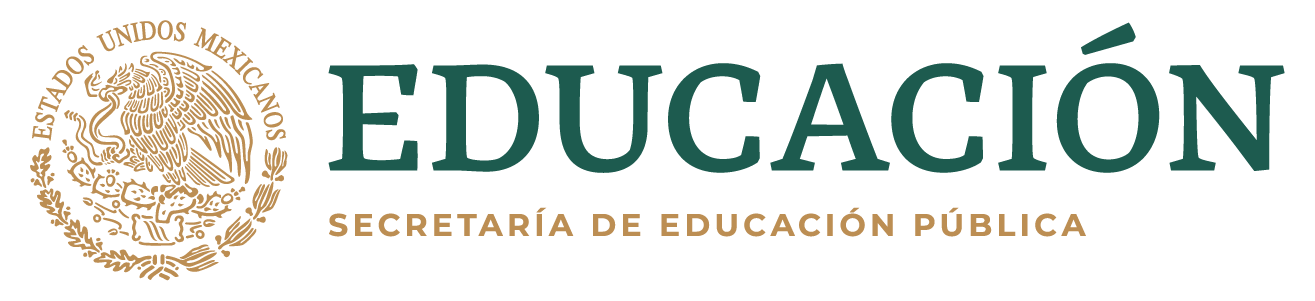 ESTADOS UNIDOS MEXICANOS
EDUCACIÓN
SECRETARÍA DE EDUCACIÓN PÚBLICA